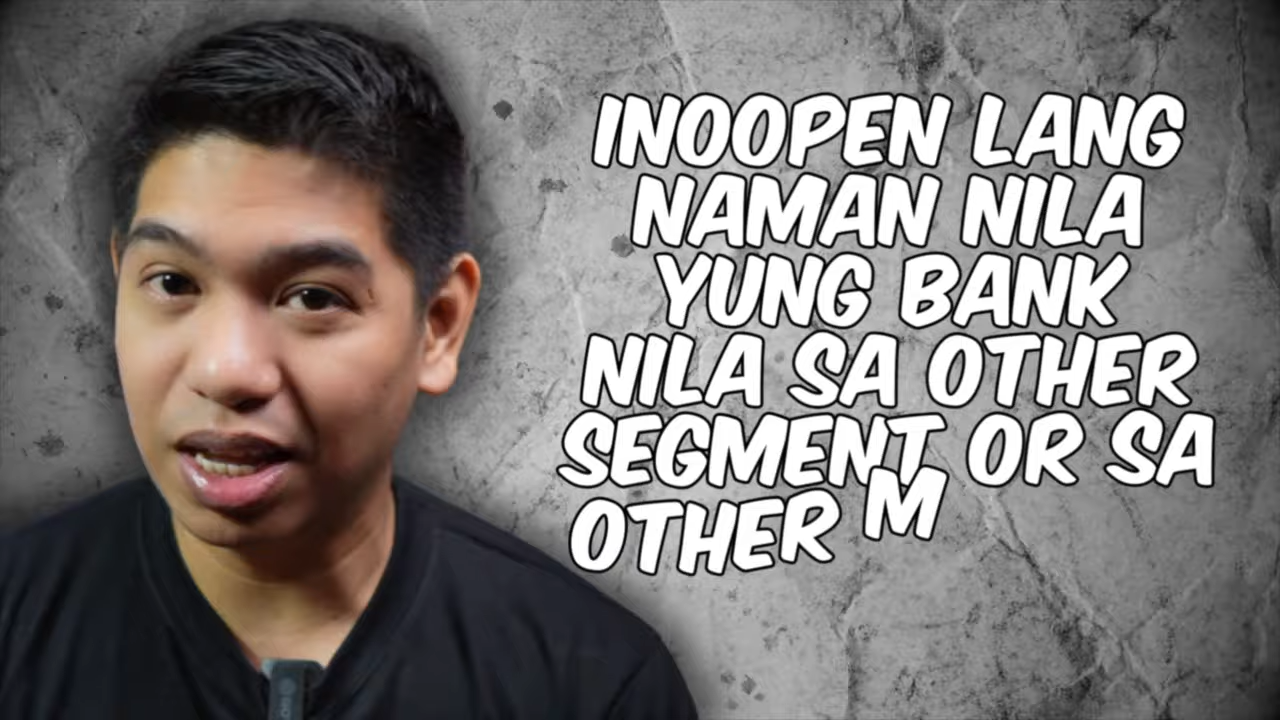 INOOPEN LANG
NAMAN NILA
YUNG BANK
NILA SA OTHER
SEGMENT OR SA
OTHER M